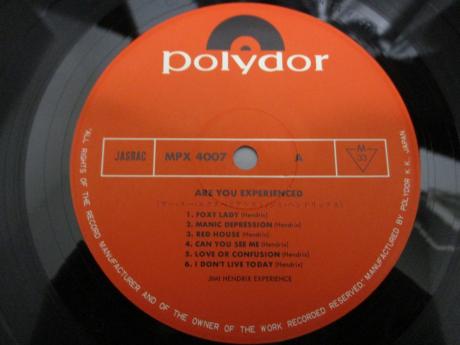 polydor
JASRAC
MPX 4007
A
M
33
ARE YOU EXPERIENCED
1. FOXY LADY (Hendrix)
2. MANIC DEPRESSION (Hendrix)
3. RED HOUSE (Hendrix)
4. CAN YOU SEE ME (Hendrix)
5. LOVE OR CONFUSION (Hendrix)
6. I DON'T LIVE TODAY (Hendrix)
JIMI HENDRIX EXPERIENCE
"ALL RIGHTS OF THE RECORD MANUFACTURER AND OF THE OWNER OF THE WORK RECORDED RESERVED" MANUFACTURED BY POLYDOR K.K., JAPAN